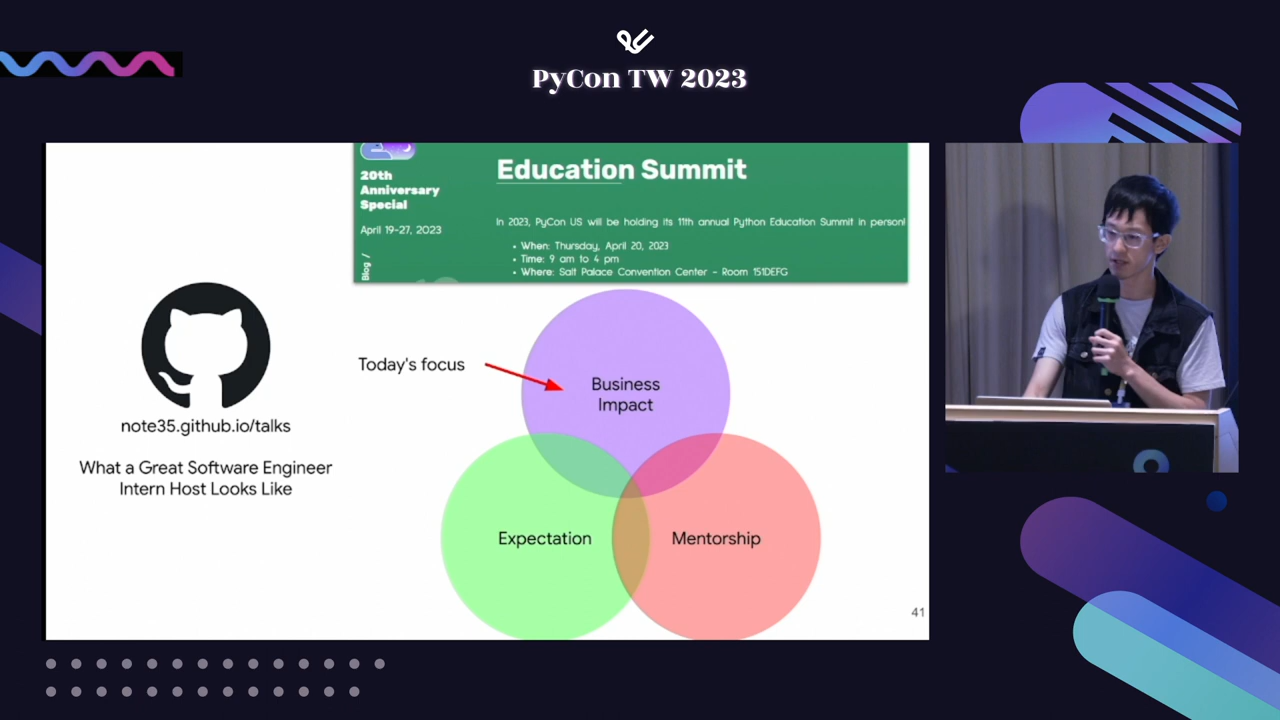 PyCon TW 2023
20th
Anniversary
Special
April 19-27, 2023
Blog /
Education Summit
In 2023, PyCon US will be holding its 11th annual Python Education Summit in person!
• When: Thursday, April 20, 2023
• Time: 9 am to 4 pm
• Where: Salt Palace Convention Center - Room 151DEFG
note35.github.io/talks
What a Great Software Engineer
Intern Host Looks Like
Today's focus
Business
Impact
Expectation
Mentorship
41